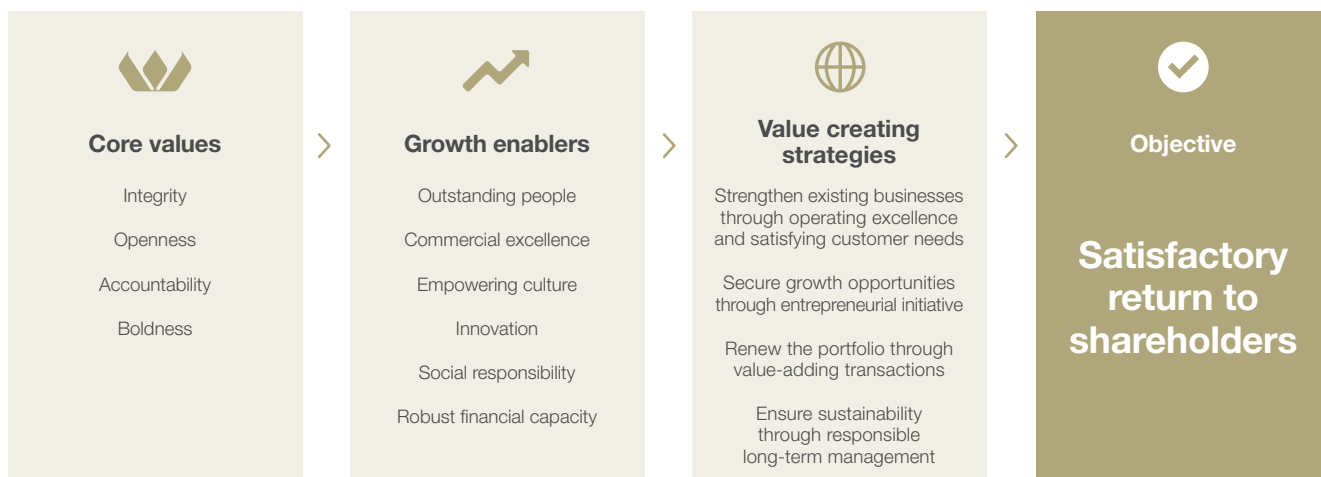 Core values
Integrity
Openness
Accountability
Boldness
Growth enablers
Outstanding people
Commercial excellence
Empowering culture
Innovation
Social responsibility
Robust financial capacity
Value creating
strategies
Strengthen existing businesses
through operating excellence
and satisfying customer needs
Secure growth opportunities
through entrepreneurial initiative
Renew the portfolio through
value-adding transactions
Ensure sustainability
through responsible
long-term management
Objective
Satisfactory
return to
shareholders